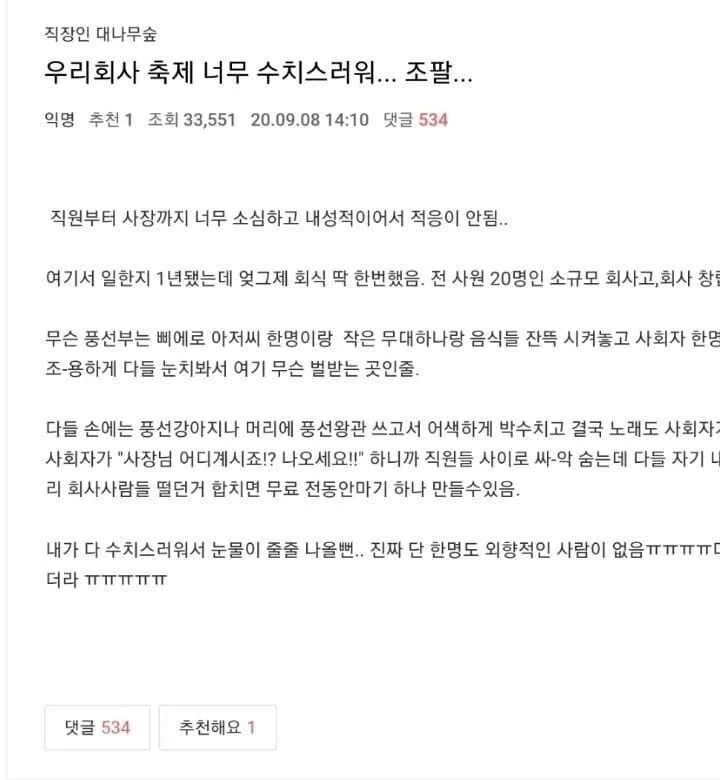 직장인 대나무숲
우리회사 축제 너무 수치스러워... 조팔...
익명 추천 1 조회 33,551 20.09.08 14:10 댓글 534
직원부터 사장까지 너무 소심하고 내성적이어서 적응이 안됨..
여기서 일한지 1년됐는데 엊그제 회식 딱 한번했음. 전 사원 20명인 소규모 회사고,회사 창립
무슨 풍선부는 삐에로 아저씨 한명이랑 작은 무대하나랑 음식들 잔뜩 시켜놓고 사회자 한명
조-용하게 다들 눈치봐서 여기 무슨 벌받는 곳인줄.
다들 손에는 풍선강아지나 머리에 풍선왕관 쓰고서 어색하게 박수치고 결국 노래도 사회자가
사회자가 "사장님 어디계시죠!? 나오세요!!" 하니까 직원들 사이로 싸-악 숨는데 다들 자기 내
리 회사사람들 떨던거 합치면 무료 전동안마기 하나 만들수있음.
내가 다 수치스러워서 눈물이 줄줄 나올뻔.. 진짜 단 한명도 외향적인 사람이 없음ㅠㅠㅠㅠ
더라 ㅠㅠㅠㅠㅠ
댓글 534 추천해요 1